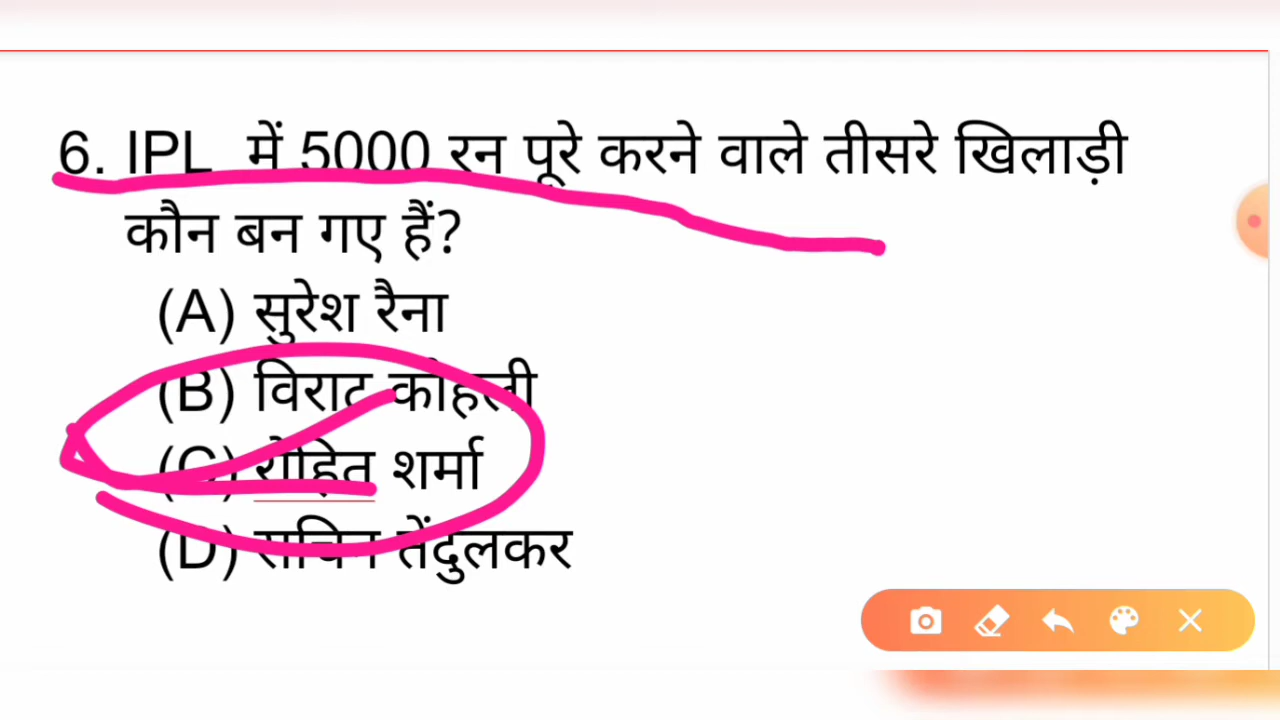 6. IPL में 5000 रन पूरे करने वाले तीसरे खिलाड़ी
कौन बन गए हैं?
(A) सुरेश रैना
(B) विराट कोहली
(C) रोहित शर्मा
(D) सचिन तेंदुलकर